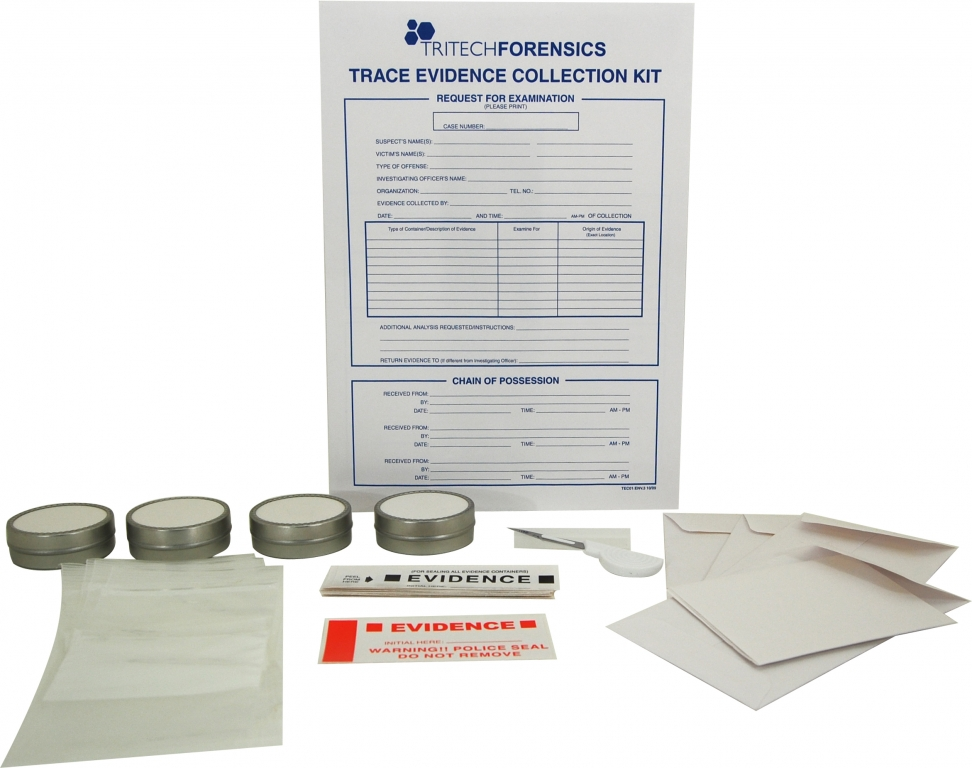 TRITECHFORENSICS
TRACE EVIDENCE COLLECTION KIT
REQUEST FOR EXAMINATION
(PLEASE PRINT)
CASE NUMBER:
SUSPECT'S NAME(S):
VICTIM'S NAME(S):
TYPE OF OFFENSE:
INVESTIGATING OFFICER'S NAME:
ORGANIZATION: TEL. NO.:
EVIDENCE COLLECTED BY:
DATE: AND TIME: AM-PM OF COLLECTION
Type of Container/Description of Evidence Examine For Origin of Evidence
(Exact Location)
ADDITIONAL ANALYSIS REQUESTED/INSTRUCTIONS:
RETURN EVIDENCE TO (If different from Investigating Officer):
CHAIN OF POSSESSION
RECEIVED FROM:
BY:
DATE: TIME: AM - PM
RECEIVED FROM:
BY:
DATE: TIME: AM - PM
RECEIVED FROM:
BY:
DATE: TIME: AM - PM
(FOR SEALING ALL EVIDENCE CONTAINERS)
PEEL
FROM
HERE
EVIDENCE
EVIDENCE
INITIAL HERE:
WARNING!! POLICE SEAL
DO NOT REMOVE